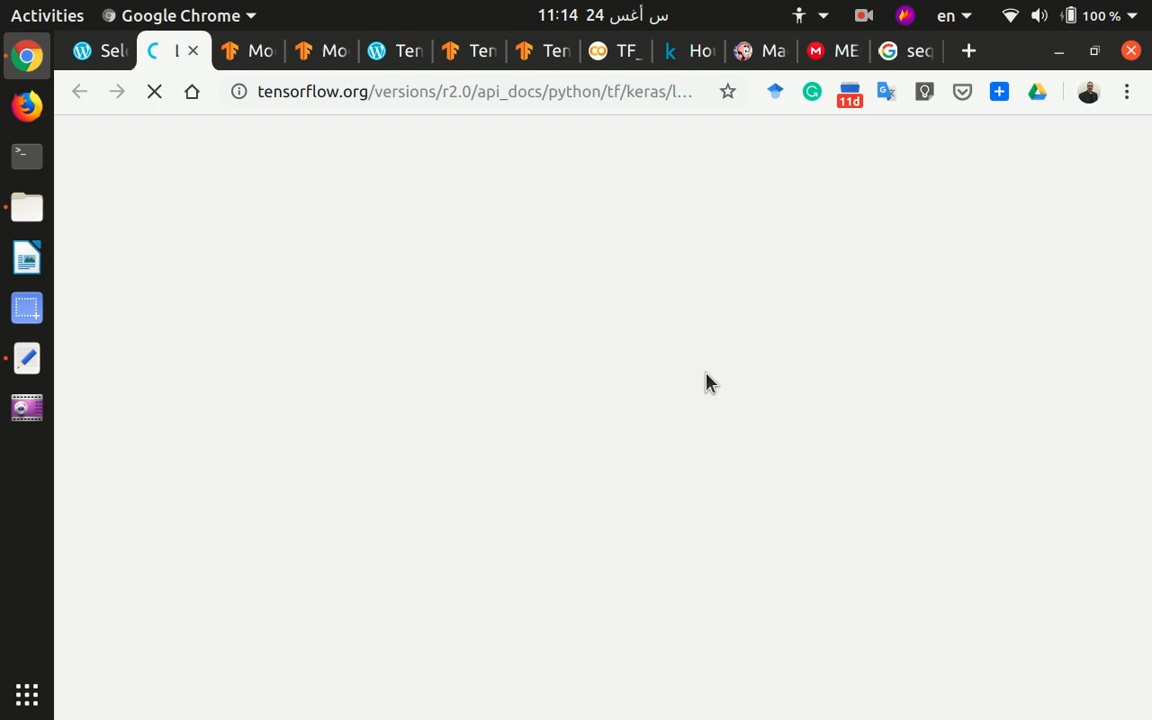 Activities Google Chrome 11:14 24 س أغس en 100 %
Sel l Mo Mo Ten Ten Ten TF_ Ho Ma ME seq
tensorflow.org/versions/r2.0/api_docs/python/tf/keras/l...
11d